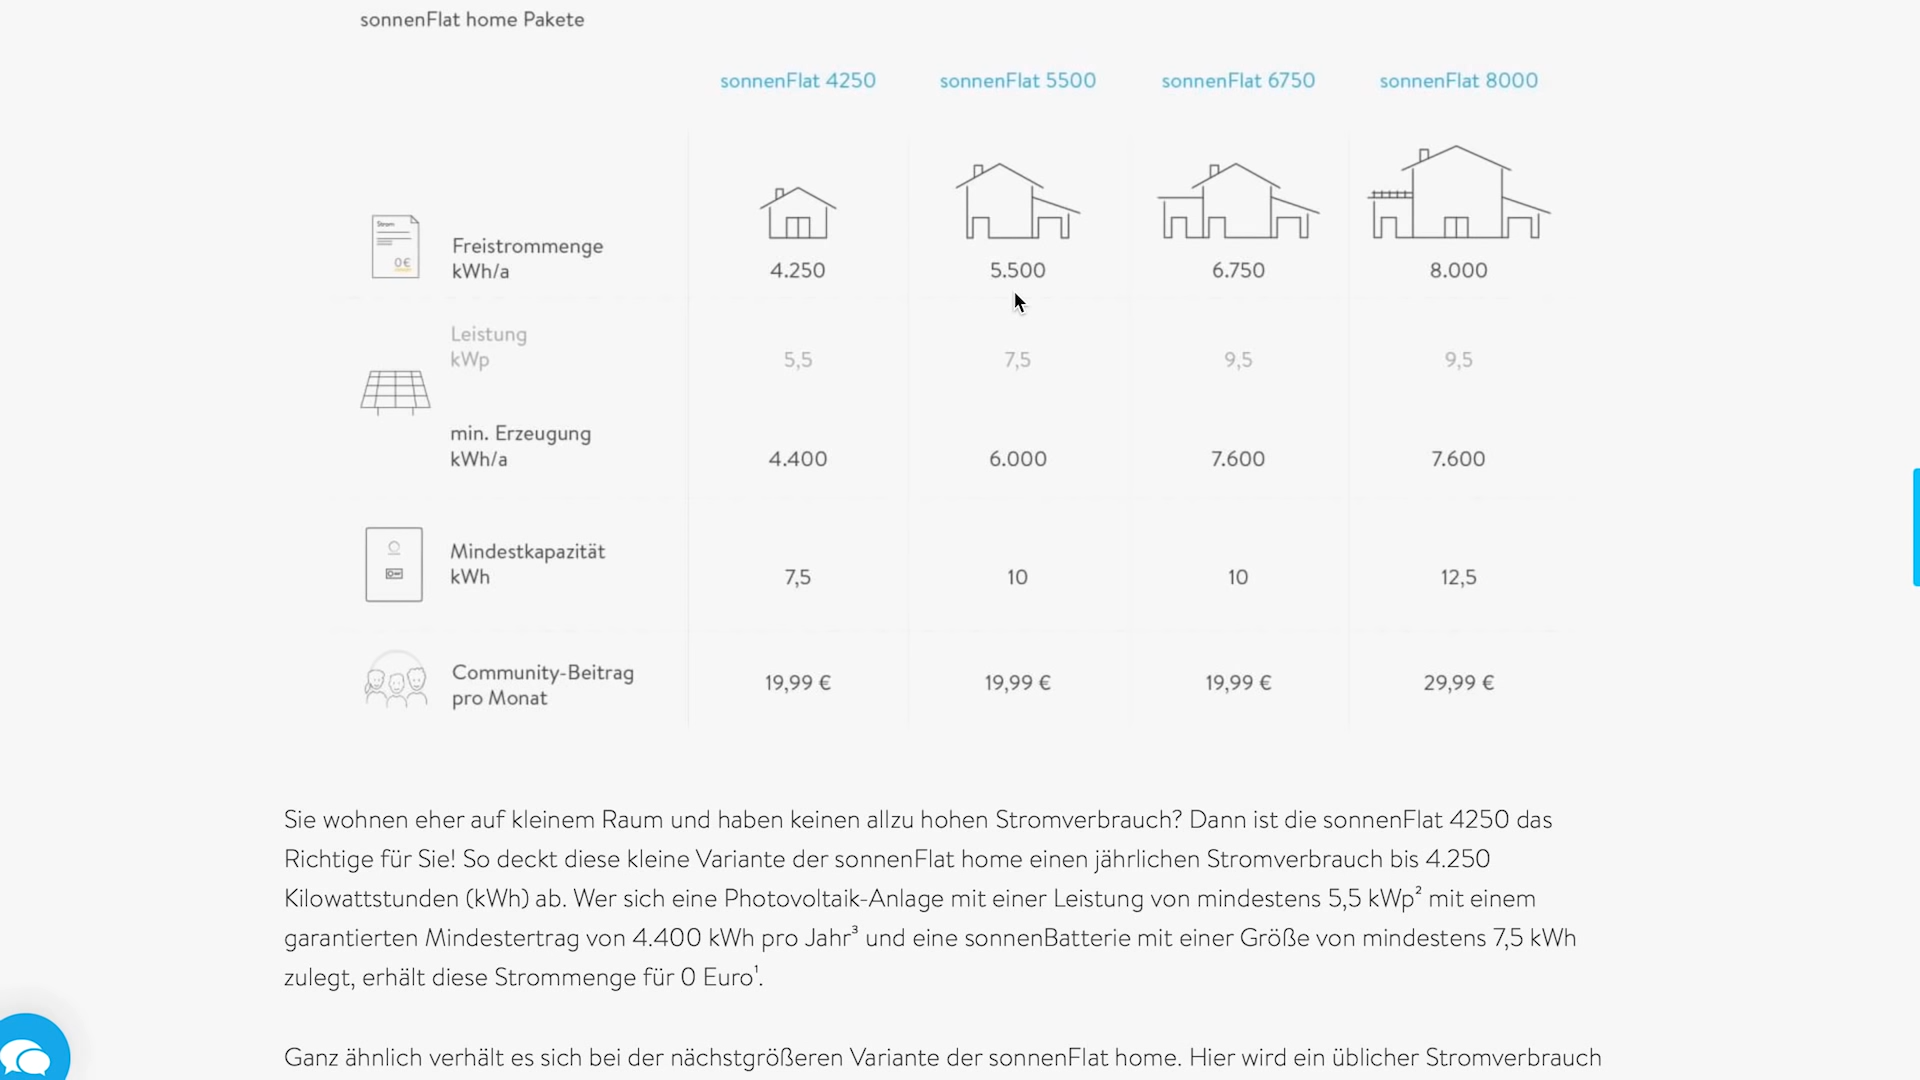 sonnenFlat home Pakete
sonnenFlat 4250 sonnenFlat 5500 sonnenFlat 6750 sonnenFlat 8000
Strom
0€
Freistrommenge
kWh/a
4.250 5.500 6.750 8.000
Leistung
kWp
5,5 7,5 9,5 9,5
min. Erzeugung
kWh/a
4.400 6.000 7.600 7.600
Mindestkapazität
kWh
7,5 10 10 12,5
Community-Beitrag
pro Monat
19,99 € 19,99 € 19,99 € 29,99 €
Sie wohnen eher auf kleinem Raum und haben keinen allzu hohen Stromverbrauch? Dann ist die sonnenFlat 4250 das
Richtige für Sie! So deckt diese kleine Variante der sonnenFlat home einen jährlichen Stromverbrauch bis 4.250
Kilowattstunden (kWh) ab. Wer sich eine Photovoltaik-Anlage mit einer Leistung von mindestens 5,5 kWp² mit einem
garantierten Mindestertrag von 4.400 kWh pro Jahr³ und eine sonnenBatterie mit einer Größe von mindestens 7,5 kWh
zulegt, erhält diese Strommenge für 0 Euro¹.
Ganz ähnlich verhält es sich bei der nächstgrößeren Variante der sonnenFlat home. Hier wird ein üblicher Stromverbrauch